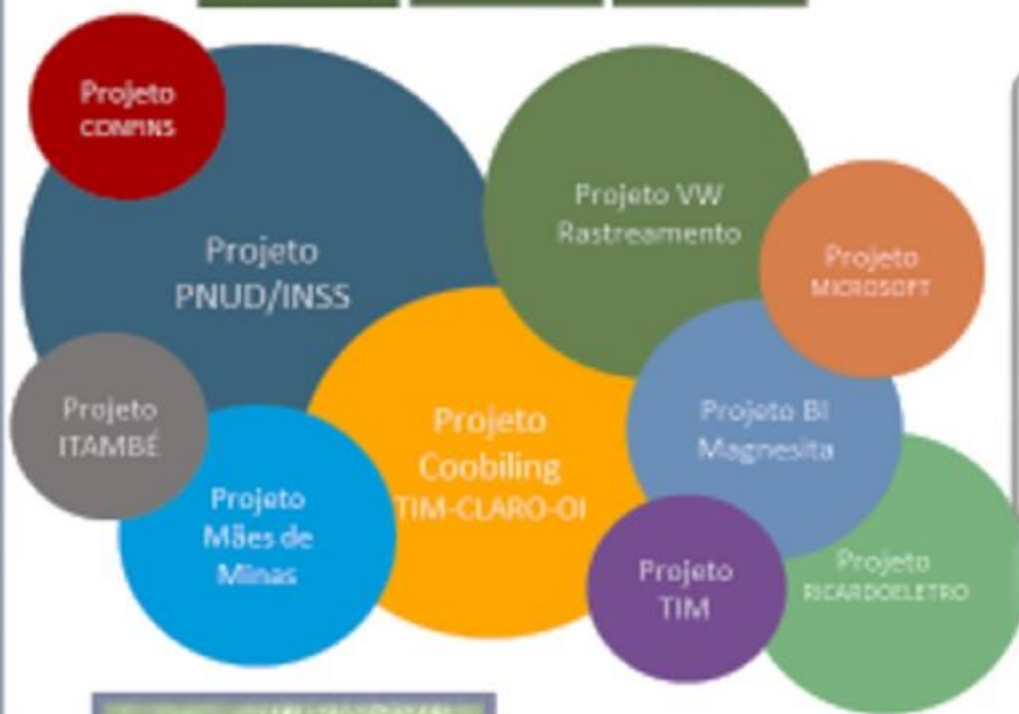 Projeto
CONFINS
Projeto
PNUD/INSS
Projeto VW
Rastreamento
Projeto
MICROSOFT
Projeto
ITAMBÉ
Projeto
Mães de
Minas
Projeto
Coobiling
TIM-CLARO-OI
Projeto BI
Magnesita
Projeto
TIM
Projeto
RICARDOELETRO